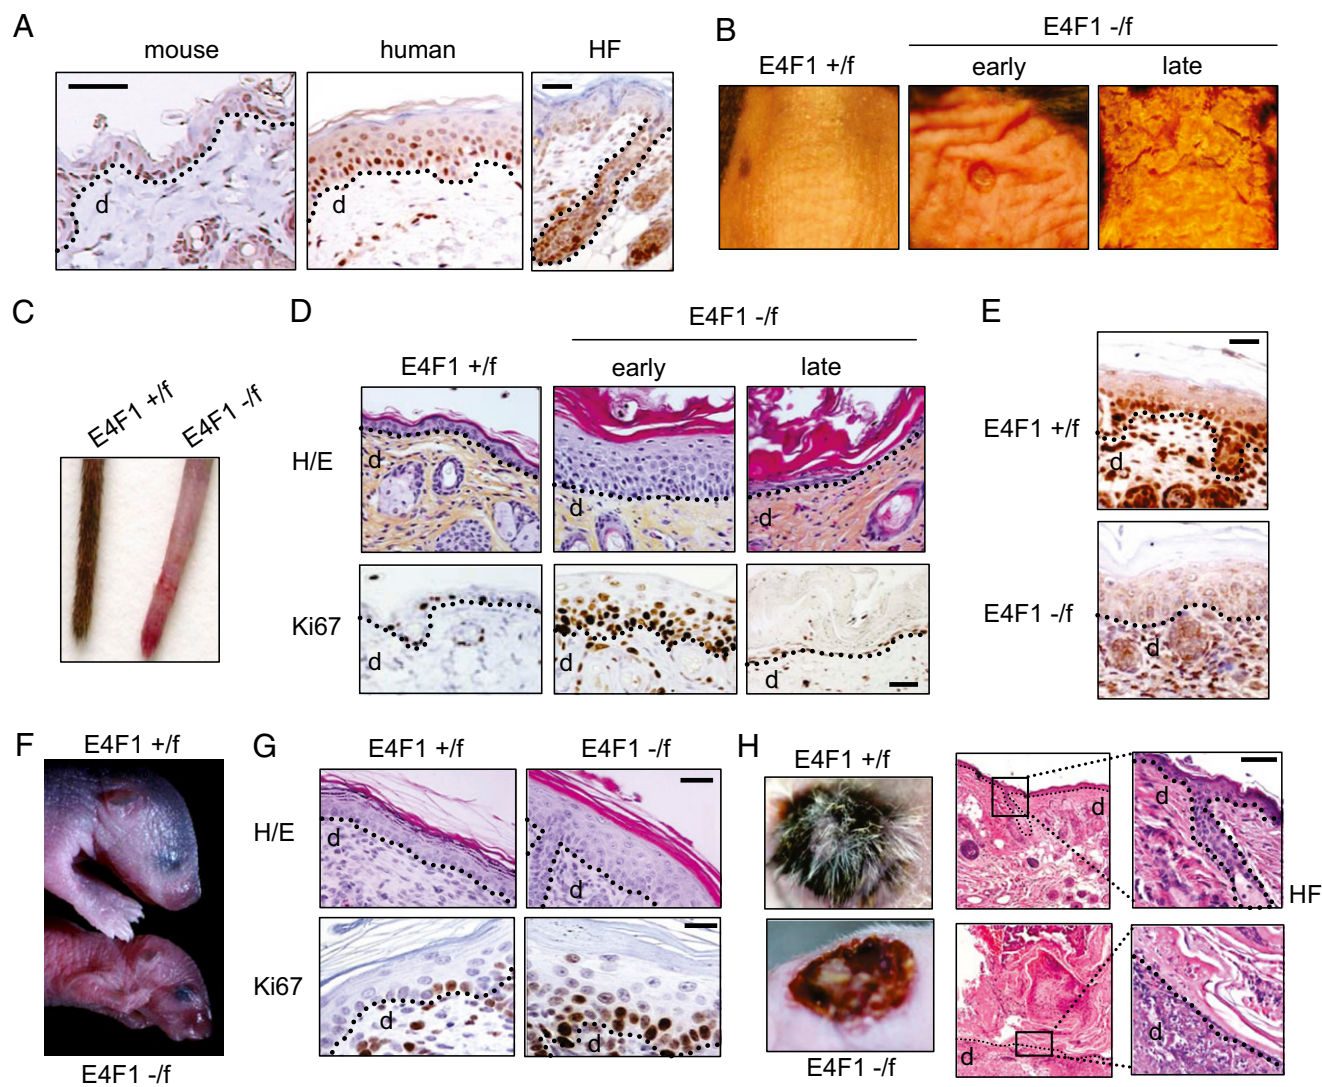 A
mouse
human
HF
d
d
B
E4F1 -/f
E4F1 +/f
early
late
C
E4F1 +/f
E4F1 -/f
D
E4F1 -/f
E4F1 +/f
early
late
H/E
d
d
d
Ki67
d
d
d
E
E4F1 +/f
d
E4F1 -/f
d
F
E4F1 +/f
E4F1 -/f
G
E4F1 +/f
E4F1 -/f
H/E
d
d
Ki67
d
d
H
E4F1 +/f
d
d
HF
d
d
E4F1 -/f